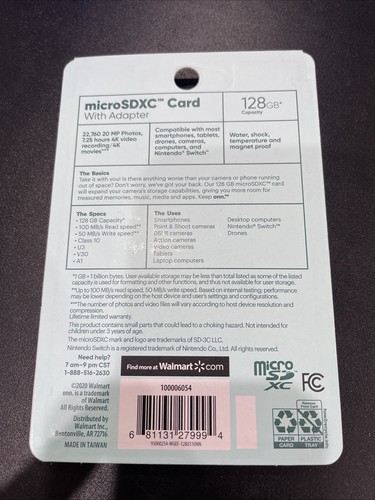 microSDXC™ Card
With Adapter
128GB*
Capacity
22,760 20 MP Photos,
7.25 hours 4K video
recording/4K
movies***
Compatible with most
smartphones, tablets,
drones, cameras,
computers, and
Nintendo® Switch™
Water, shock,
temperature and
magnet proof
The Basics
Take it with you! Is there anything worse than your camera or phone running
out of space? Don't worry, we've got your back. Our 128 GB microSDXC™ card
will expand your camera's storage capabilities, giving you more room for
treasured memories, music, media and apps. Keep onn.™
The Specs
• 128 GB Capacity*
• 100 MB/s Read speed**
• 50 MB/s Write speed**
• Class 10
• U3
• V30
• A1
The Uses
Smartphones
Point & Shoot cameras
cameras
Action cameras
Video cameras
Tablets
Laptop computers
Desktop computers
Nintendo® Switch™
Drones
*1 GB = 1 billion bytes. User available storage may be less than total listed as some of the listed
capacity is used for formatting and other functions, and thus not available for user storage.
**Up to 100 MB/s read speed, 50 MB/s write speed. Based on internal testing, performance
may be lower depending on the host device and user's settings and configurations.
***The number of photos and video files will vary according to host device resolution and
compression.
Lifetime limited warranty.
This product contains small parts that could lead to a choking hazard. Not intended for
children under 3 years of age.
The microSDXC mark and logo are trademarks of SD-3C LLC.
Nintendo Switch is a registered trademark of Nintendo Co., Ltd. All rights reserved.
Need help?
7 am-9 pm CST
1-888-516-2630
©2020 Walmart
onn. is a trademark
of Walmart
All Rights Reserved.
Distributed by
Walmart Inc.,
Bentonville, AR 72716
MADE IN TAIWAN
Find more at Walmart.com
100006054
6 81131 27999 4
micro
SD
XC
FC
Remove
Paper Card
PAPER
CARD
PLASTIC
TRAY